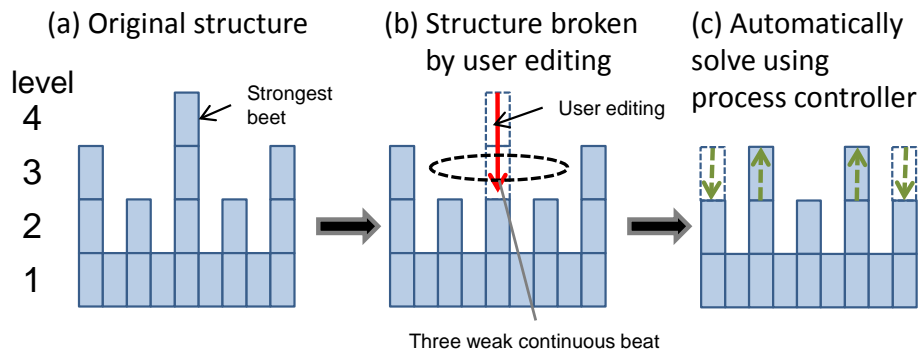 (a) Original structure
(b) Structure broken
by user editing
(c) Automatically
solve using
process controller
level
4
3
2
1
Strongest
beet
User editing
Three weak continuous beat